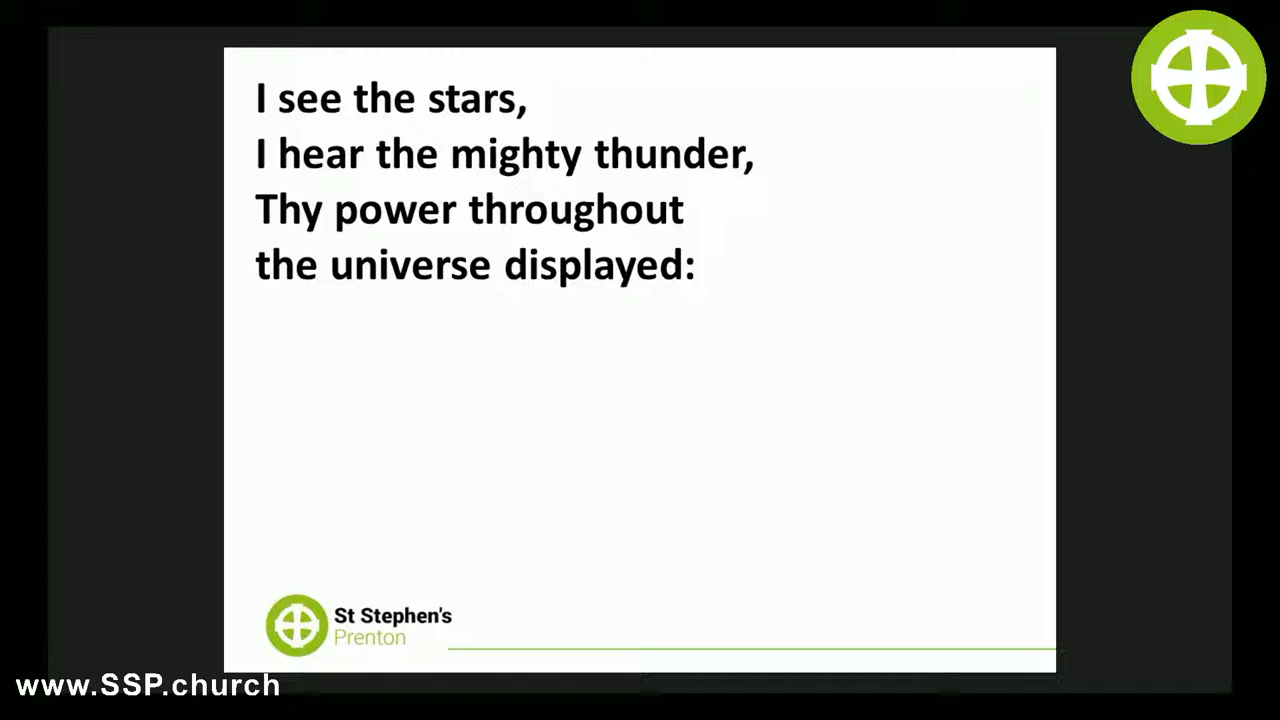 I see the stars,
I hear the mighty thunder,
Thy power throughout
the universe displayed:
St Stephen's
Prenton
www.SSP.church